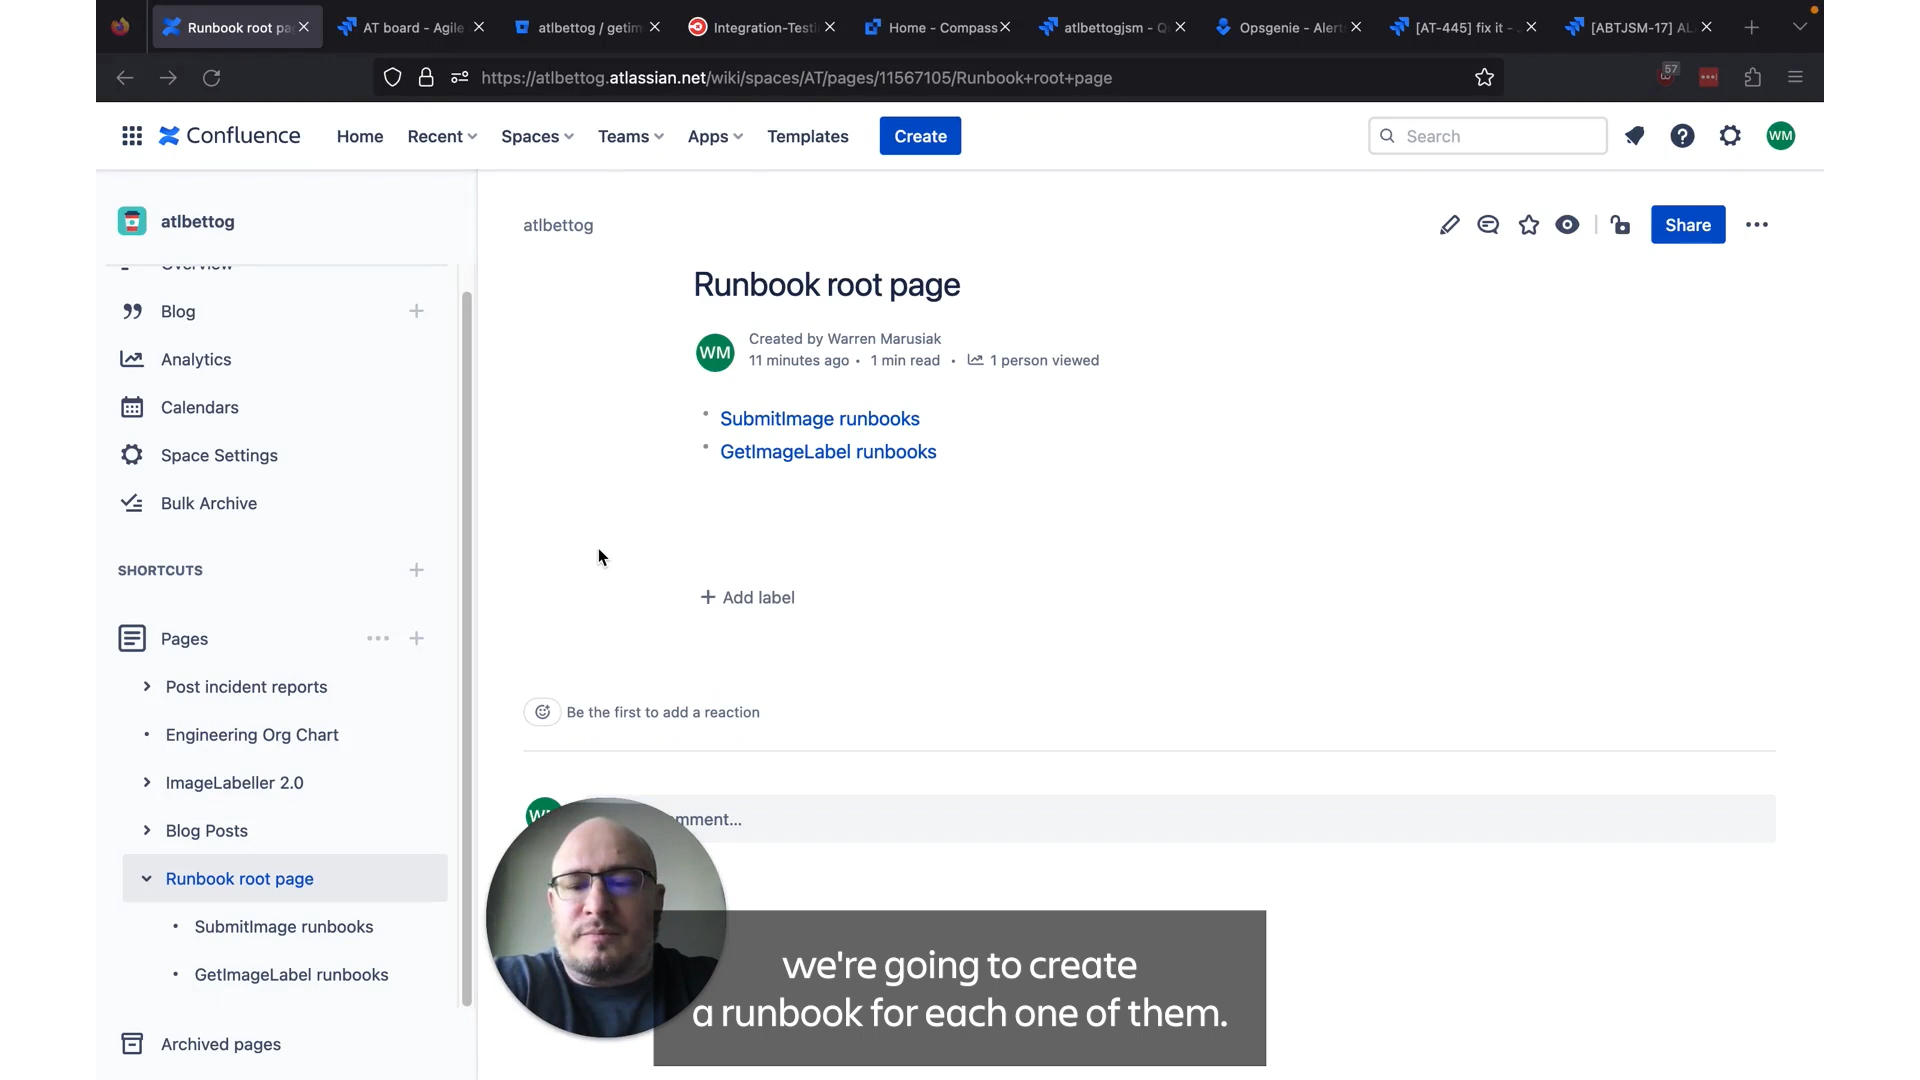 Runbook root pa
AT board - Agile
atlbettog / getim
Integration-Testi
Home - Compass
atlbettogjsm - Q
Opsgenie - Alert
[AT-445] fix it -
[ABTJSM-17] AL
https://atlbettog.atlassian.net/wiki/spaces/AT/pages/11567105/Runbook+root+page
57
Confluence
Home
Recent
Spaces
Teams
Apps
Templates
Create
Search
WM
atlbettog
Overview
Blog
Analytics
Calendars
Space Settings
Bulk Archive
SHORTCUTS
Pages
Post incident reports
Engineering Org Chart
ImageLabeller 2.0
Blog Posts
Runbook root page
SubmitImage runbooks
GetImageLabel runbooks
Archived pages
atlbettog
Share
Runbook root page
WM
Created by Warren Marusiak
11 minutes ago • 1 min read • 1 person viewed
• SubmitImage runbooks
• GetImageLabel runbooks
Add label
Be the first to add a reaction
mment...
we're going to create
a runbook for each one of them.